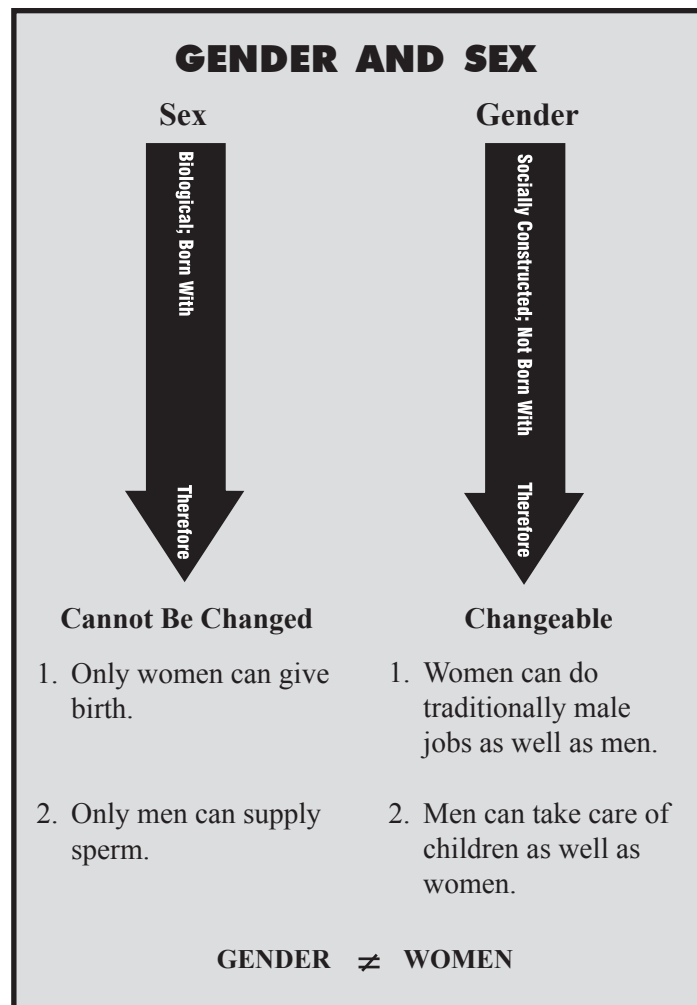 GENDER AND SEX
Sex
Biological; Born With
Therefore
Cannot Be Changed
1. Only women can give
birth.
2. Only men can supply
sperm.
Gender
Socially Constructed; Not Born With
Therefore
Changeable
1. Women can do
traditionally male
jobs as well as men.
2. Men can take care of
children as well as
women.
GENDER ≠ WOMEN